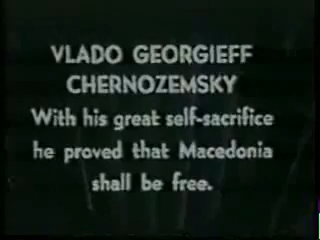 VLADO GEORGIEFF
CHERNOZEMSKY
With his great self-sacrifice
he proved that Macedonia
shall be free.